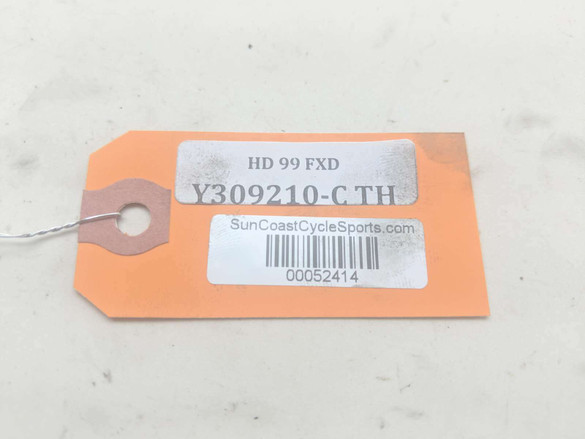 HD 99 FXD
Y309210-C TH
SunCoastCycleSports.com
00052414